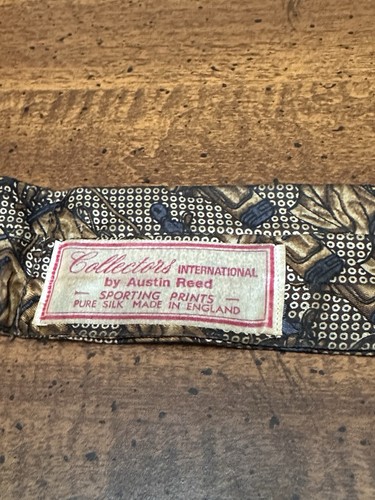 Collectors INTERNATIONAL
by Austin Reed
— SPORTING PRINTS —
PURE SILK MADE IN ENGLAND